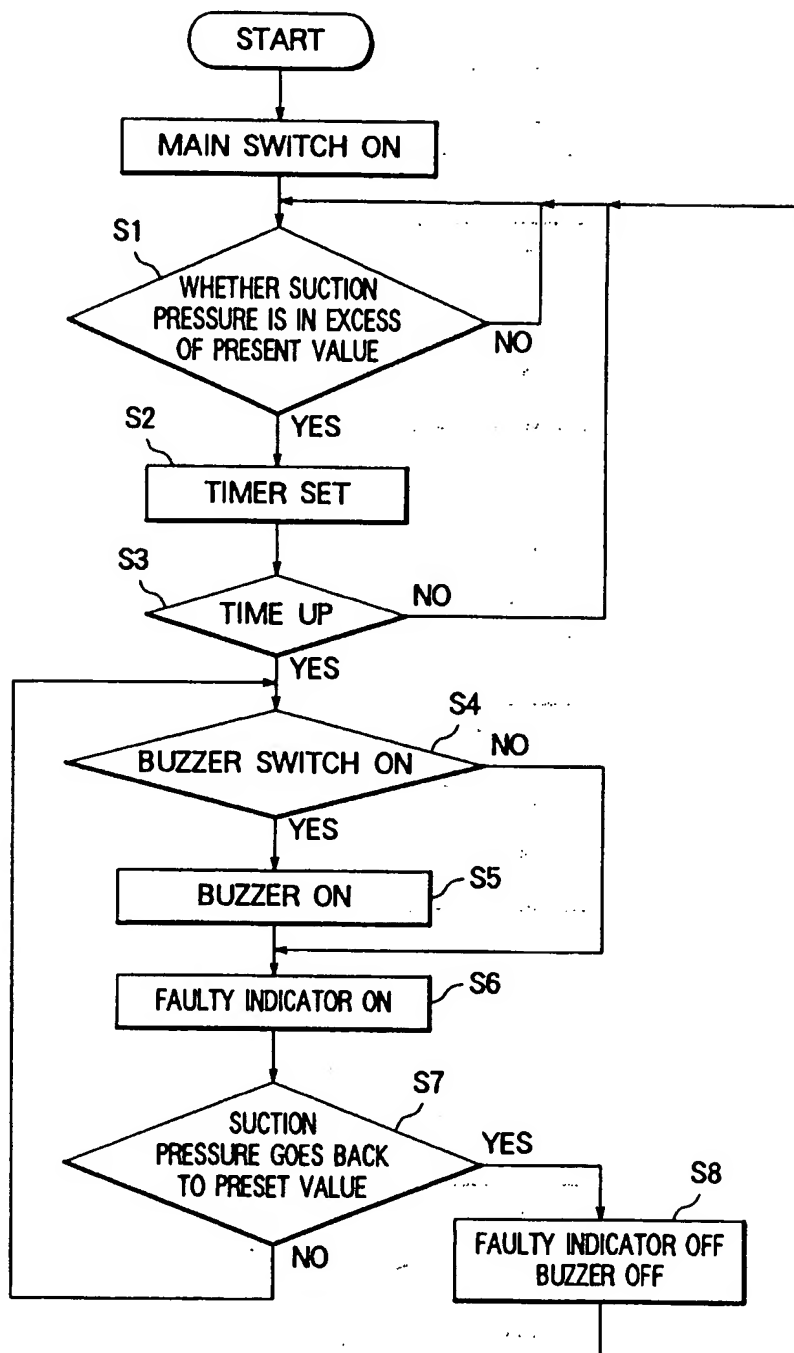 START
MAIN SWITCH ON
S1
WHETHER SUCTION
PRESSURE IS IN EXCESS
OF PRESENT VALUE
NO
YES
S2
TIMER SET
S3
TIME UP
NO
YES
S4
BUZZER SWITCH ON
NO
YES
BUZZER ON
S5
FAULTY INDICATOR ON
S6
S7
SUCTION
PRESSURE GOES BACK
TO PRESET VALUE
YES
NO
S8
FAULTY INDICATOR OFF
BUZZER OFF